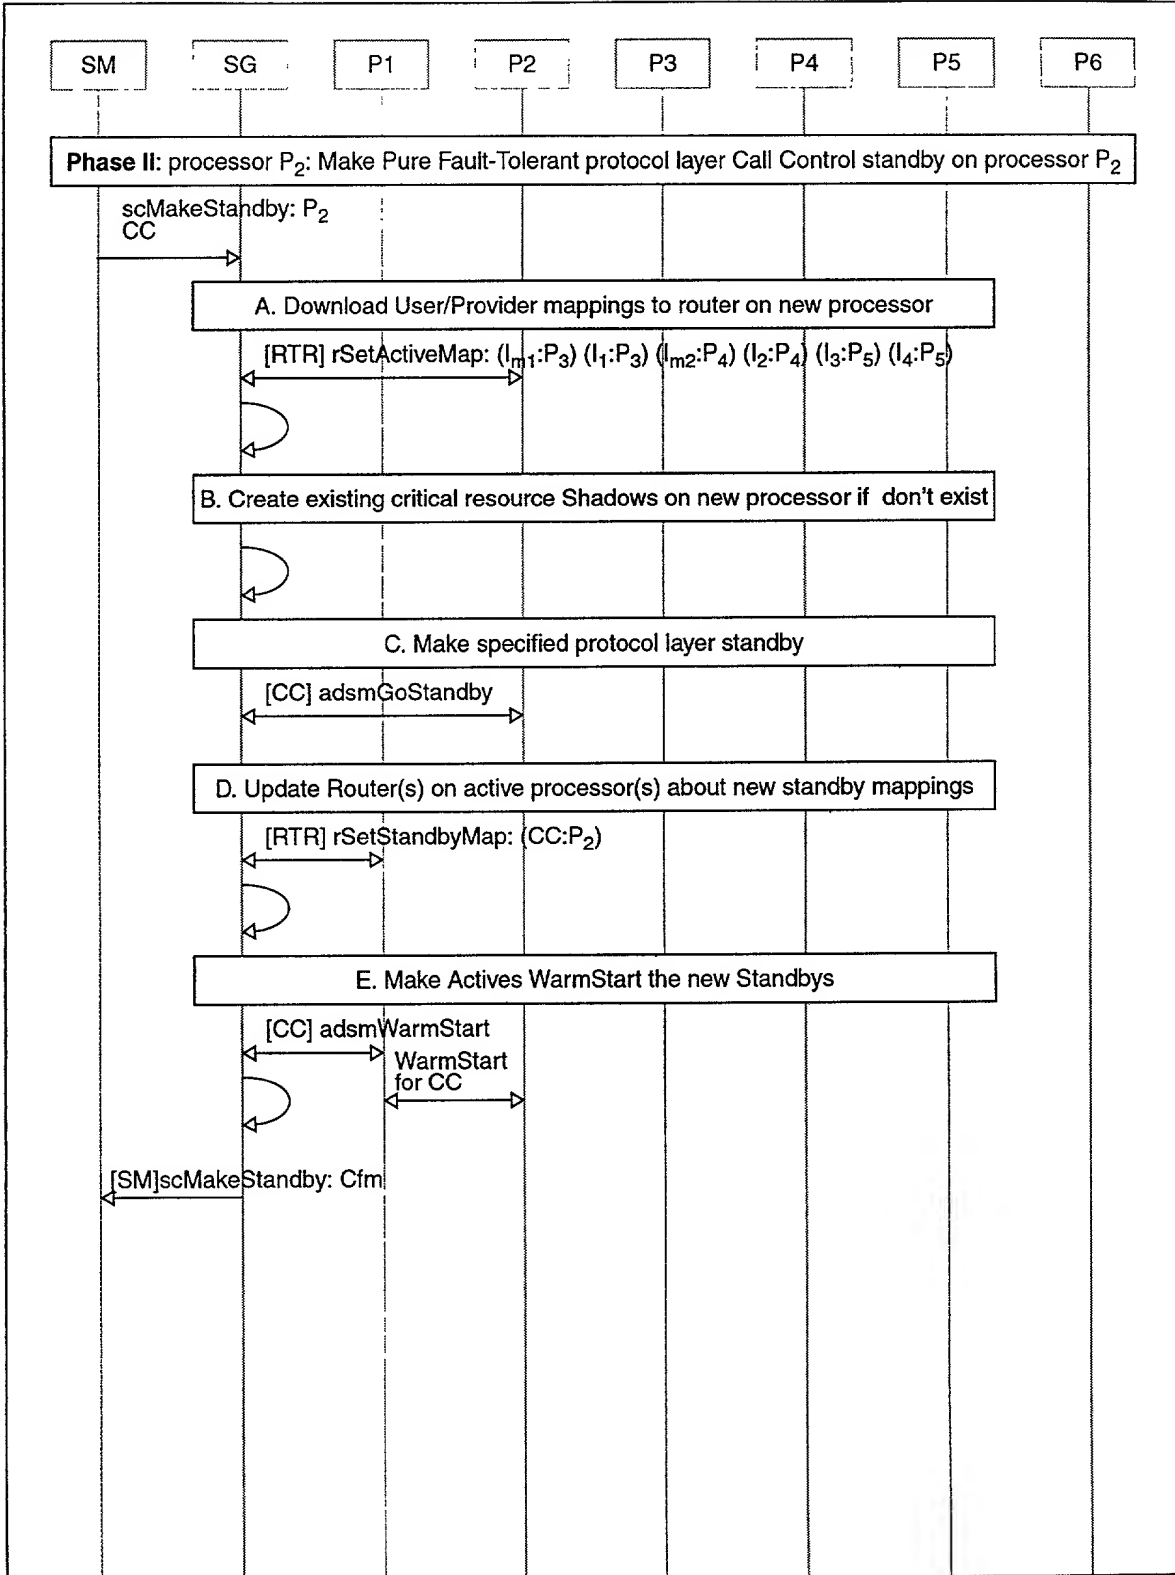 SM SG P1 P2 P3 P4 P5 P6
Phase II: processor P2: Make Pure Fault-Tolerant protocol layer Call Control standby on processor P2
scMakeStandby: P2
CC
A. Download User/Provider mappings to router on new processor
[RTR] rSetActiveMap: (Im1:P3) (I1:P3) (Im2:P4) (I2:P4) (I3:P5) (I4:P5)
B. Create existing critical resource Shadows on new processor if don't exist
C. Make specified protocol layer standby
[CC] adsmGoStandby
D. Update Router(s) on active processor(s) about new standby mappings
[RTR] rSetStandbyMap: (CC:P2)
E. Make Actives WarmStart the new Standbys
[CC] adsmWarmStart
WarmStart
for CC
[SM]scMakeStandby: Cfm